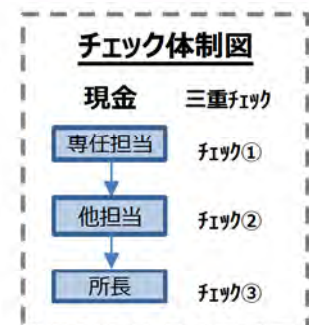 チェック体制図
現金 三重ﾁｪｯｸ
専任担当 ﾁｪｯｸ①
他担当 ﾁｪｯｸ②
所長 ﾁｪｯｸ③